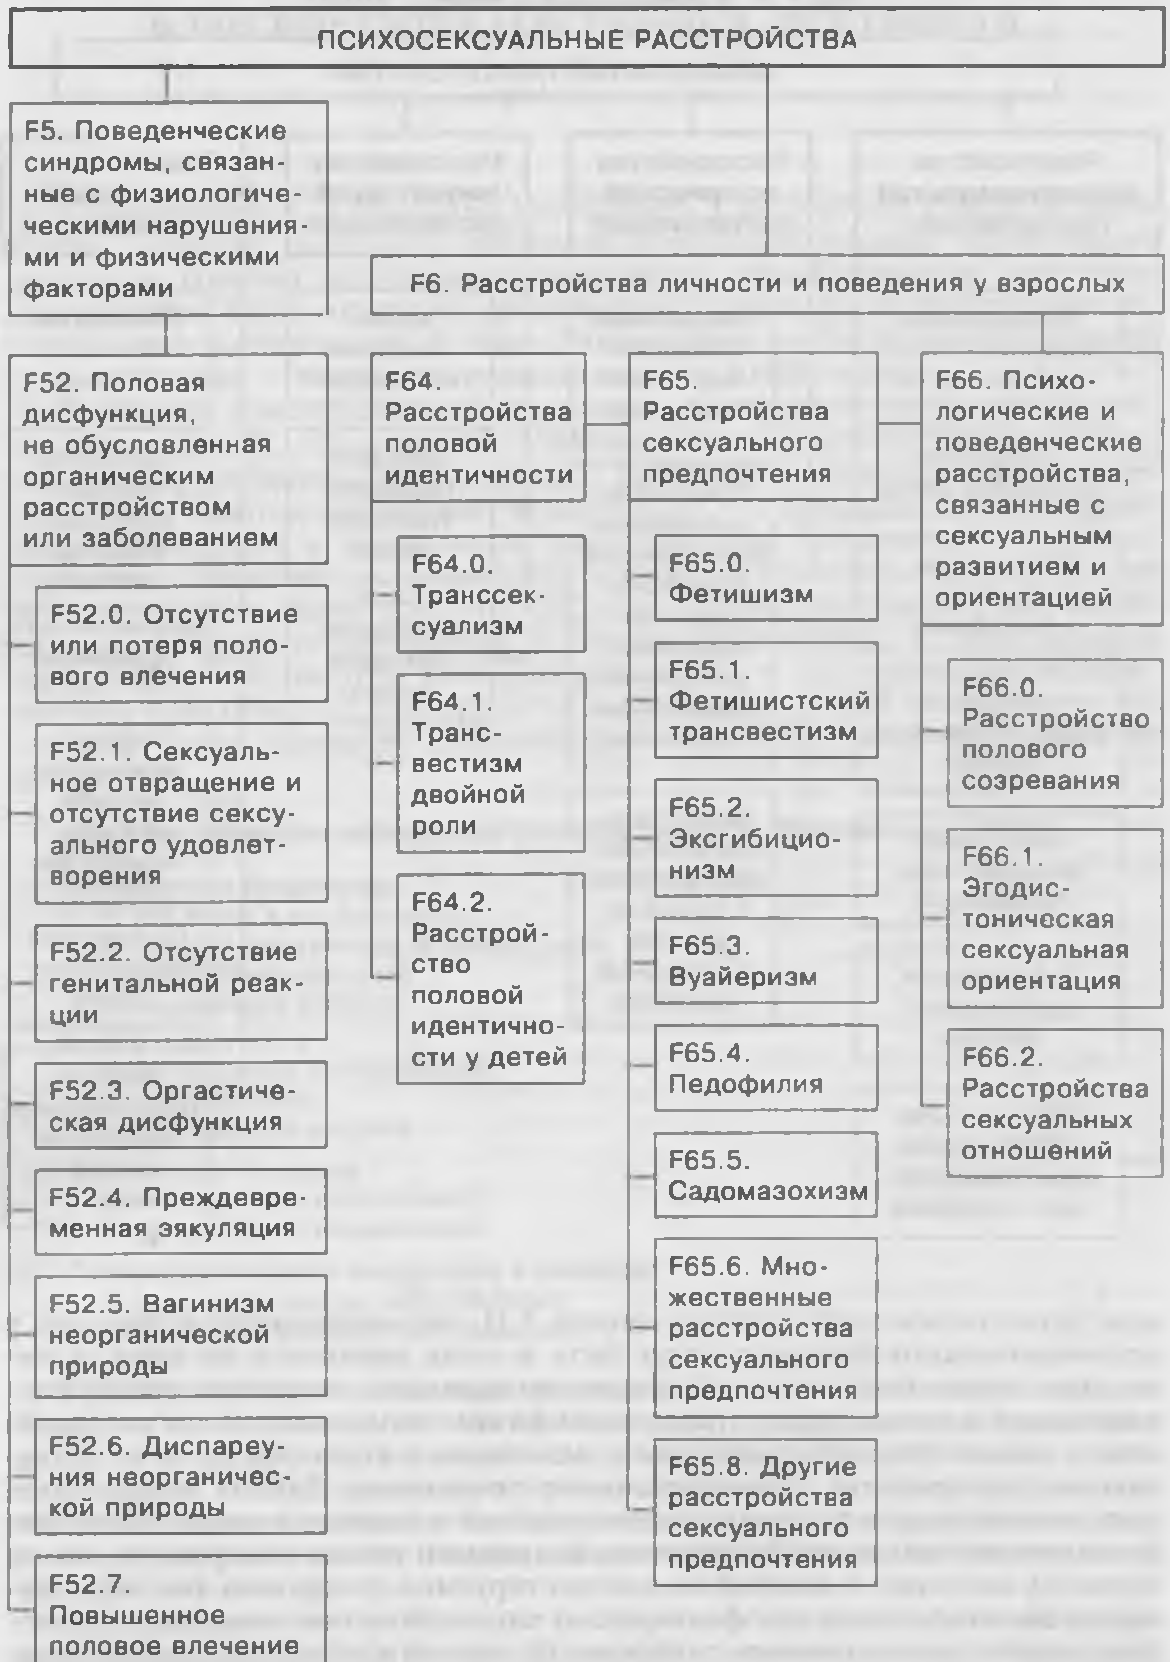 ПСИХОСЕКСУАЛЬНЫЕ РАССТРОЙСТВА
F5. Поведенческие
синдромы, связан-
ные с физиологиче-
ческими нарушения-
ми и физическими
факторами
F6. Расстройства личности и поведения у взрослых
F52. Половая
дисфункция,
не обусловленная
органическим
расстройством
или заболеванием
F52.0. Отсутствие
или потеря поло-
вого влечения
F52.1. Сексуаль-
ное отвращение и
отсутствие сексу-
ального удовлет-
ворения
F52.2. Отсутствие
генитальной реак-
ции
F52.3. Оргастиче-
ская дисфункция
F52.4. Преждевре-
менная эякуляция
F52.5. Вагинизм
неорганической
природы
F52.6. Диспареу-
ния неорганичес-
кой природы
F52.7.
Повышенное
половое влечение
F64.
Расстройства
половой
идентичности
F64.0.
Транссек-
суализм
F64.1.
Транс-
вестизм
двойной
роли
F64.2.
Расстрой-
ство
половой
идентично-
сти у детей
F65.
Расстройства
сексуального
предпочтения
F65.0.
Фетишизм
F65.1.
Фетишистский
трансвестизм
F65.2.
Эксгибицио-
низм
F65.3.
Вуайеризм
F65.4.
Педофилия
F65.5.
Садомазохизм
F65.6. Мно-
жественные
расстройства
сексуального
предпочтения
F65.8. Другие
расстройства
сексуального
предпочтения
F66. Психо-
логические и
поведенческие
расстройства,
связанные с
сексуальным
развитием и
ориентацией
F66.0.
Расстройство
полового
созревания
F66.1.
Эгодис-
тоническая
сексуальная
ориентация
F66.2.
Расстройства
сексуальных
отношений